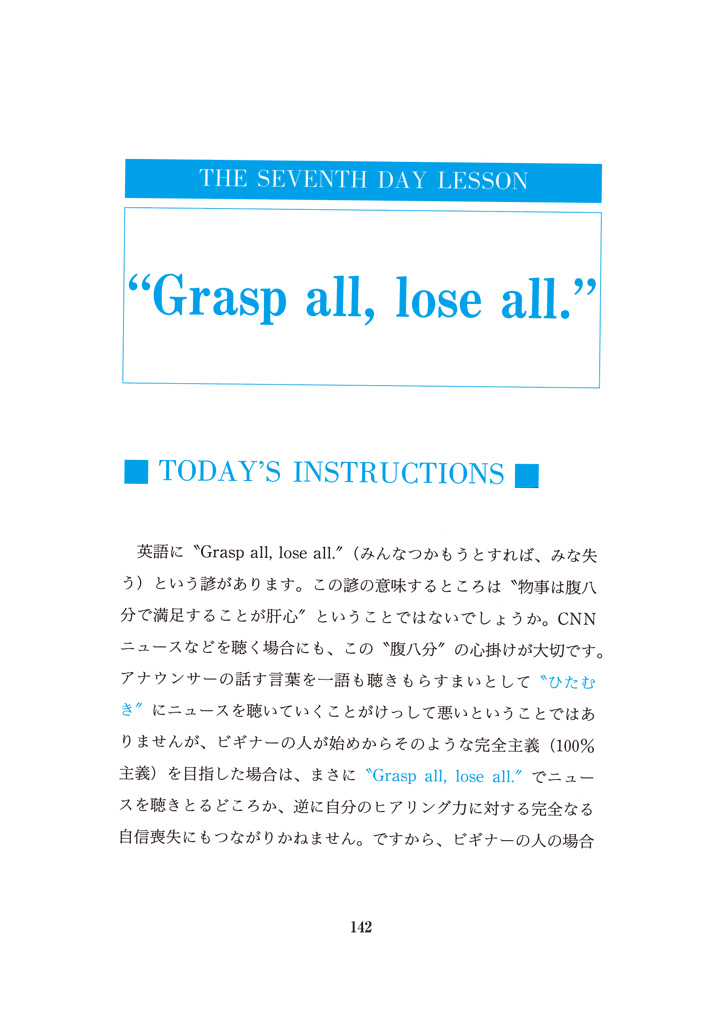 THE SEVENTH DAY LESSON
“Grasp all, lose all.”
■ TODAY'S INSTRUCTIONS ■
英語に〝Grasp all, lose all.〞（みんなつかもうとすれば、みな失
う）という諺があります。この諺の意味するところは〝物事は腹八
分で満足することが肝心〞ということではないでしょうか。CNN
ニュースなどを聴く場合にも、この〝腹八分〞の心掛けが大切です。
アナウンサーの話す言葉を一語も聴きもらすまいとして〝ひたむ
き〞にニュースを聴いていくことがけっして悪いということではあ
りませんが、ビギナーの人が始めからそのような完全主義（100％
主義）を目指した場合は、まさに〝Grasp all, lose all.〞でニュー
スを聴きとるどころか、逆に自分のヒアリング力に対する完全なる
自信喪失にもつながりかねません。ですから、ビギナーの人の場合
142